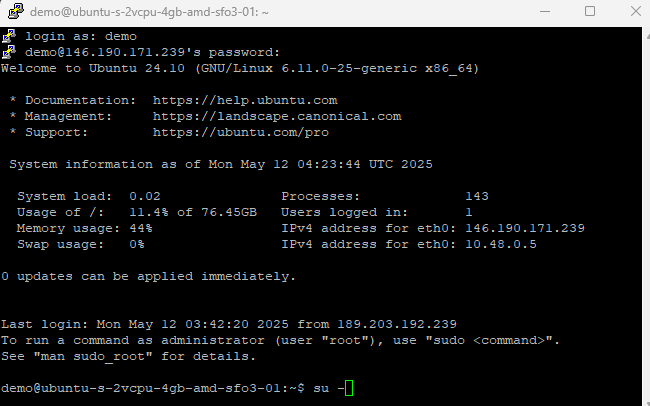 demo@ubuntu-s-2vcpu-4gb-amd-sfo3-01: ~
login as: demo
demo@146.190.171.239's password:
Welcome to Ubuntu 24.10 (GNU/Linux 6.11.0-25-generic x86_64)
* Documentation:  https://help.ubuntu.com
* Management:     https://landscape.canonical.com
* Support:        https://ubuntu.com/pro
System information as of Mon May 12 04:23:44 UTC 2025
System load:  0.02               Processes:             143
Usage of /:   11.4% of 76.45GB   Users logged in:       1
Memory usage: 44%                IPv4 address for eth0: 146.190.171.239
Swap usage:   0%                 IPv4 address for eth0: 10.48.0.5
0 updates can be applied immediately.
Last login: Mon May 12 03:42:20 2025 from 189.203.192.239
To run a command as administrator (user "root"), use "sudo <command>".
See "man sudo_root" for details.
demo@ubuntu-s-2vcpu-4gb-amd-sfo3-01:~$ su -